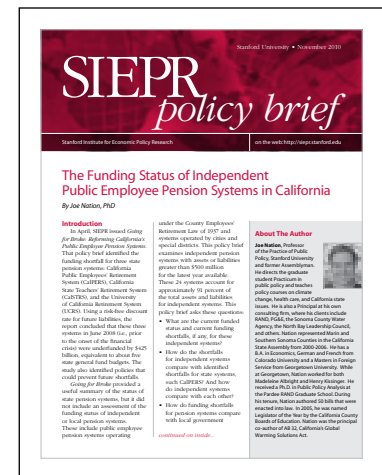 Stanford University • November 2010
SIEPR
policy brief
Stanford Institute for Economic Policy Research
on the web: http://siepr.stanford.edu
The Funding Status of Independent
Public Employee Pension Systems in California
By Joe Nation, PhD
Introduction
In April, SIEPR issued Going
for Broke: Reforming California's
Public Employee Pension Systems.
That policy brief identified the
funding shortfall for three state
pension systems: California
Public Employees' Retirement
System (CalPERS), California
State Teachers' Retirement System
(CalSTRS), and the University
of California Retirement System
(UCRS). Using a risk-free discount
rate for future liabilities, the
report concluded that these three
systems in June 2008 (i.e., prior
to the onset of the financial
crisis) were underfunded by $425
billion, equivalent to about five
state general fund budgets. The
study also identified policies that
could prevent future shortfalls.
Going for Broke provided a
useful summary of the status of
state pension systems, but it did
not include an assessment of the
funding status of independent
or local pension systems.
These include public employee
pension systems operating
under the County Employees'
Retirement Law of 1937 and
systems operated by cities and
special districts. This policy brief
examines independent pension
systems with assets or liabilities
greater than $500 million
for the last year available.
These 24 systems account for
approximately 91 percent of
the total assets and liabilities
for independent systems. This
policy brief asks these questions:
• What are the current funded
status and current funding
shortfalls, if any, for these
independent systems?
• How do the shortfalls
for independent systems
compare with identified
shortfalls for state systems,
such CalPERS? And how
do independent systems
compare with each other?
• How do funding shortfalls
for pension systems compare
with local government
continued on inside...
About The Author
Joe Nation, Professor
of the Practice of Public
Policy, Stanford University
and former Assemblyman.
He directs the graduate
student Practicum in
public policy and teaches
policy courses on climate
change, health care, and California state
issues. He is also a Principal at his own
consulting firm, where his clients include
RAND, PG&E, the Sonoma County Water
Agency, the North Bay Leadership Council,
and others. Nation represented Marin and
Southern Sonoma Counties in the California
State Assembly from 2000-2006. He has a
B.A. in Economics, German and French from
Colorado University and a Masters in Foreign
Service from Georgetown University. While
at Georgetown, Nation worked for both
Madeleine Albright and Henry Kissinger. He
received a Ph.D. in Public Policy Analysis at
the Pardee RAND Graduate School. During
his tenure, Nation authored 50 bills that were
enacted into law. In 2005, he was named
Legislator of the Year by the California County
Boards of Education. Nation was the principal
co-author of AB 32, California's Global
Warming Solutions Act.